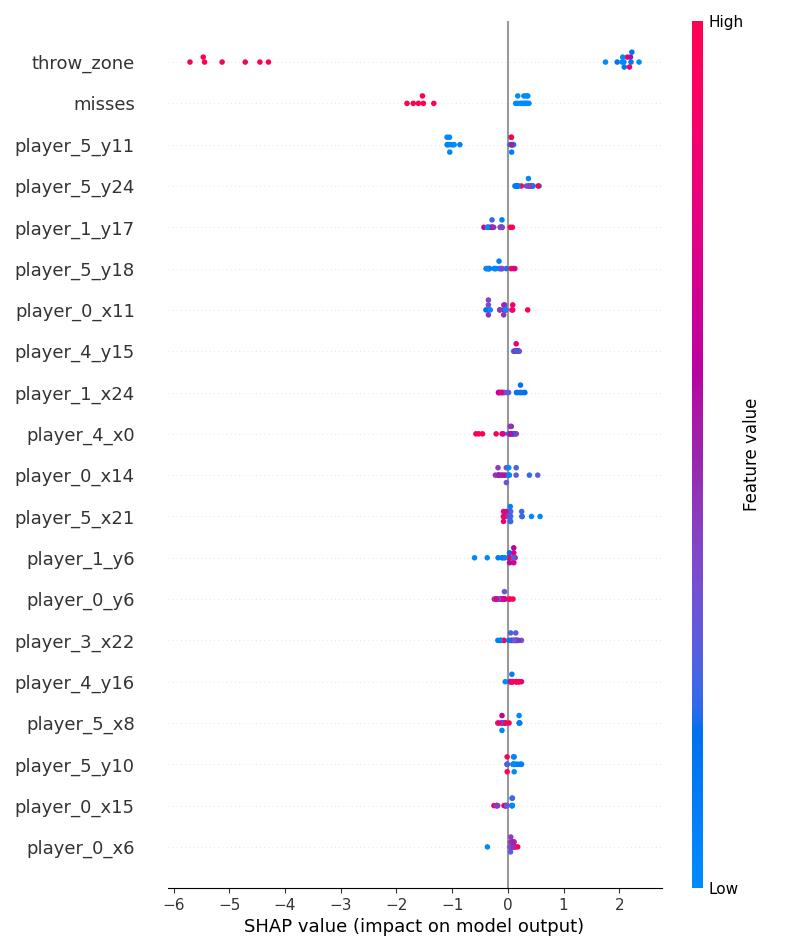 High
throw_zone
misses
player_5_y11
player_5_y24
player_1_y17
player_5_y18
player_0_x11
player_4_y15
player_1_x24
player_4_x0
player_0_x14
player_5_x21
player_1_y6
player_0_y6
player_3_x22
player_4_y16
player_5_x8
player_5_y10
player_0_x15
player_0_x6
Feature value
Low
−6 −5 −4 −3 −2 −1 0 1 2
SHAP value (impact on model output)